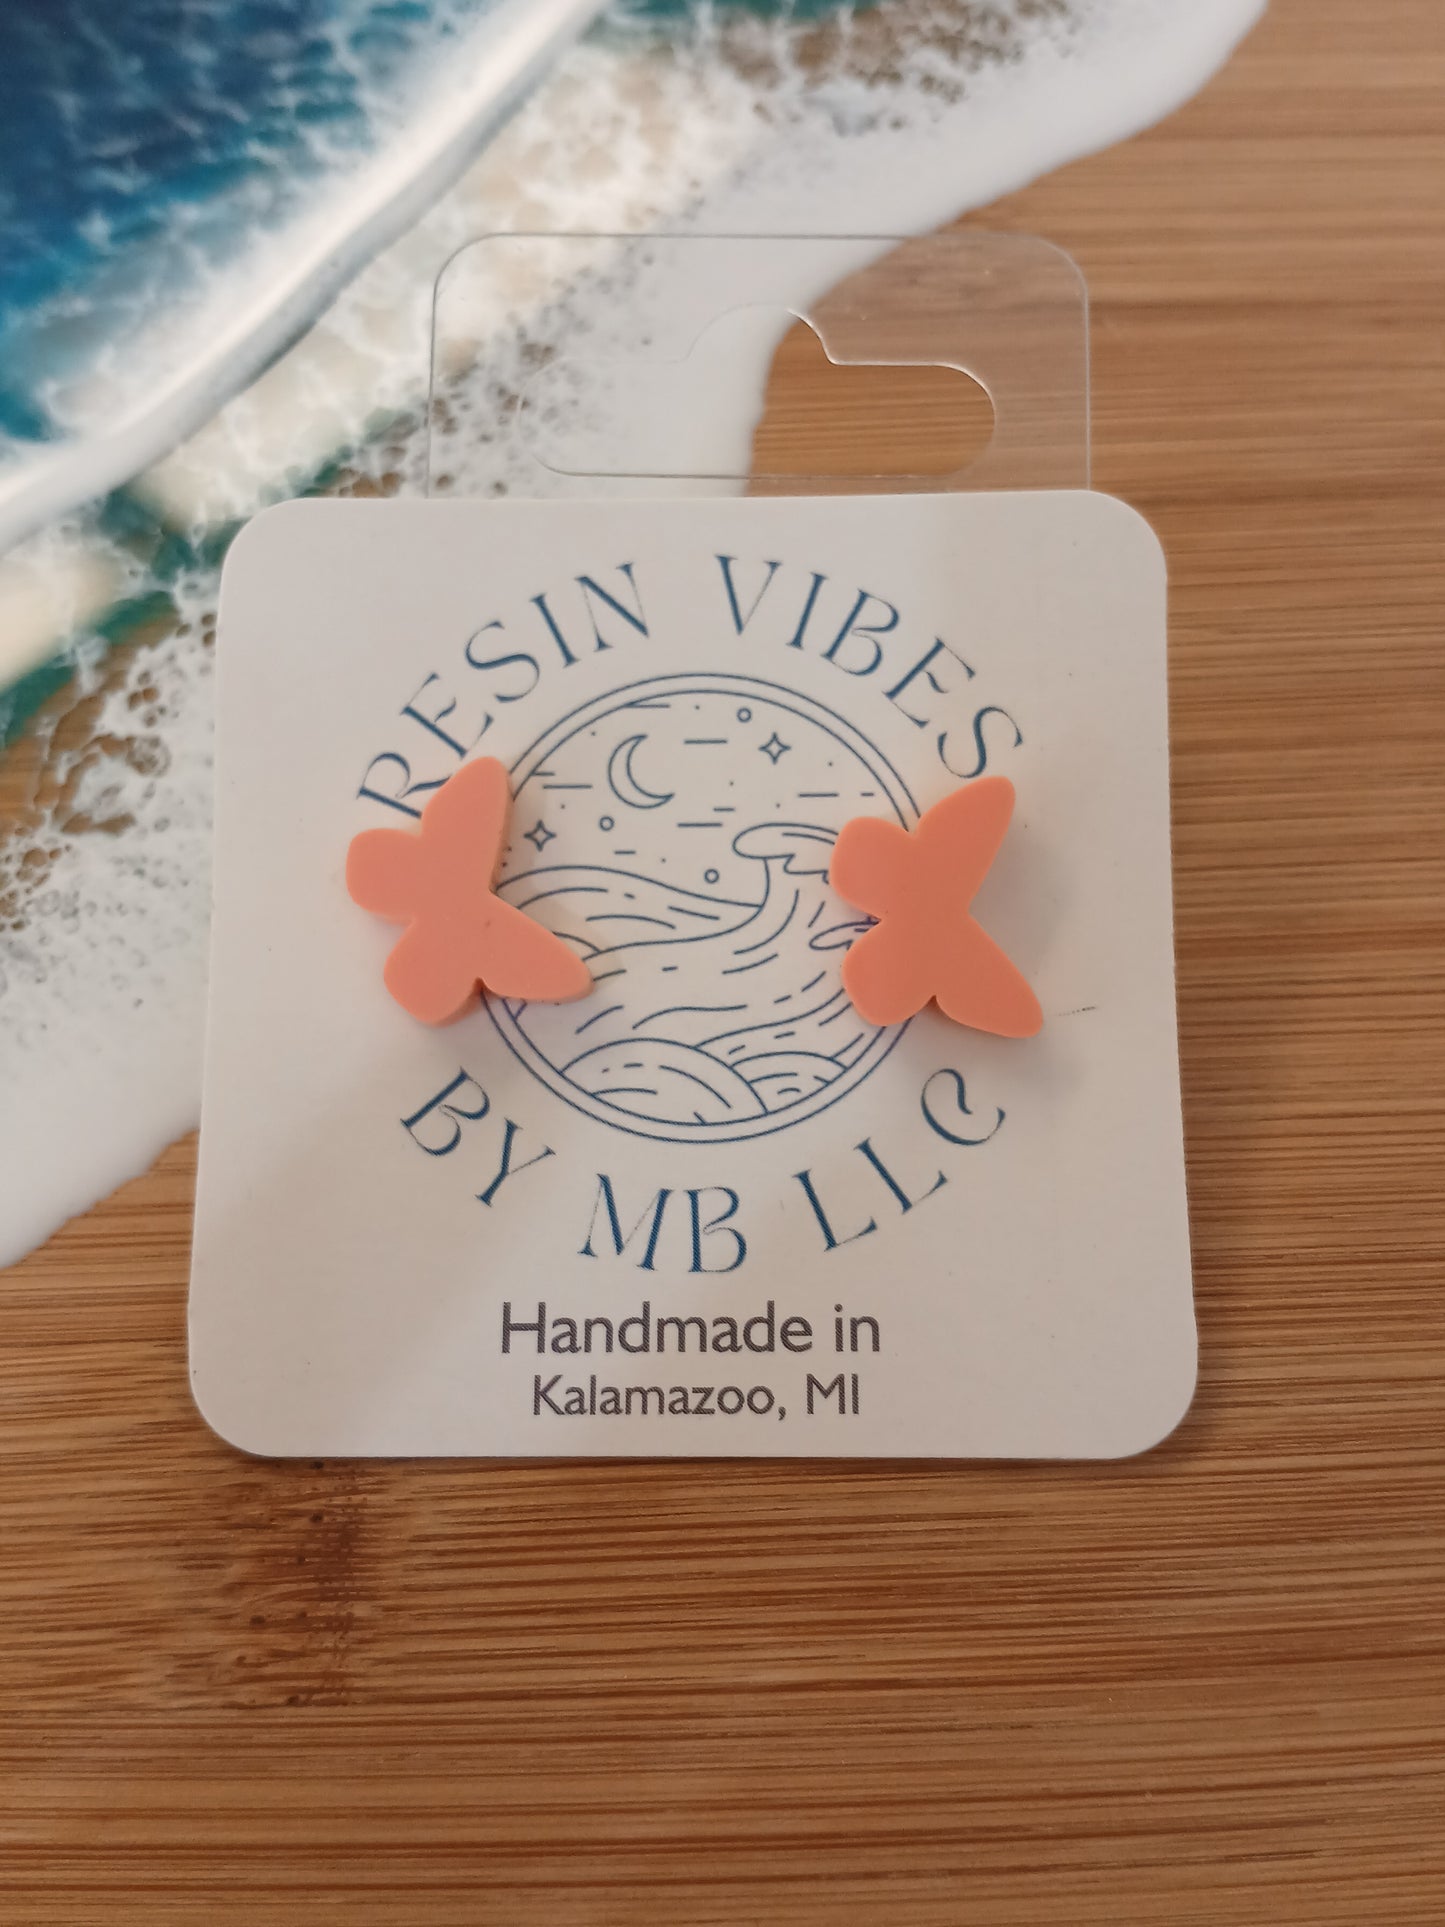 RESIN VIBES
BY MB LLC
Handmade in
Kalamazoo, MI